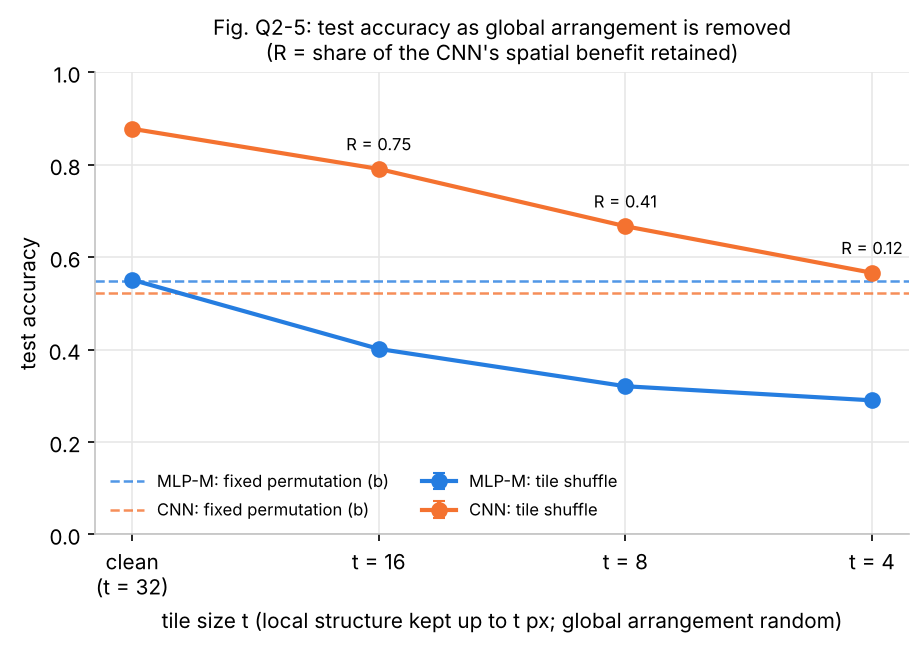 Fig. Q2-5: test accuracy as global arrangement is removed
(R = share of the CNN's spatial benefit retained)
1.0
0.8
0.6
0.4
0.2
0.0
test accuracy
R = 0.75
R = 0.41
R = 0.12
MLP-M: fixed permutation (b)
CNN: fixed permutation (b)
MLP-M: tile shuffle
CNN: tile shuffle
clean
(t = 32)
t = 16
t = 8
t = 4
tile size t (local structure kept up to t px; global arrangement random)